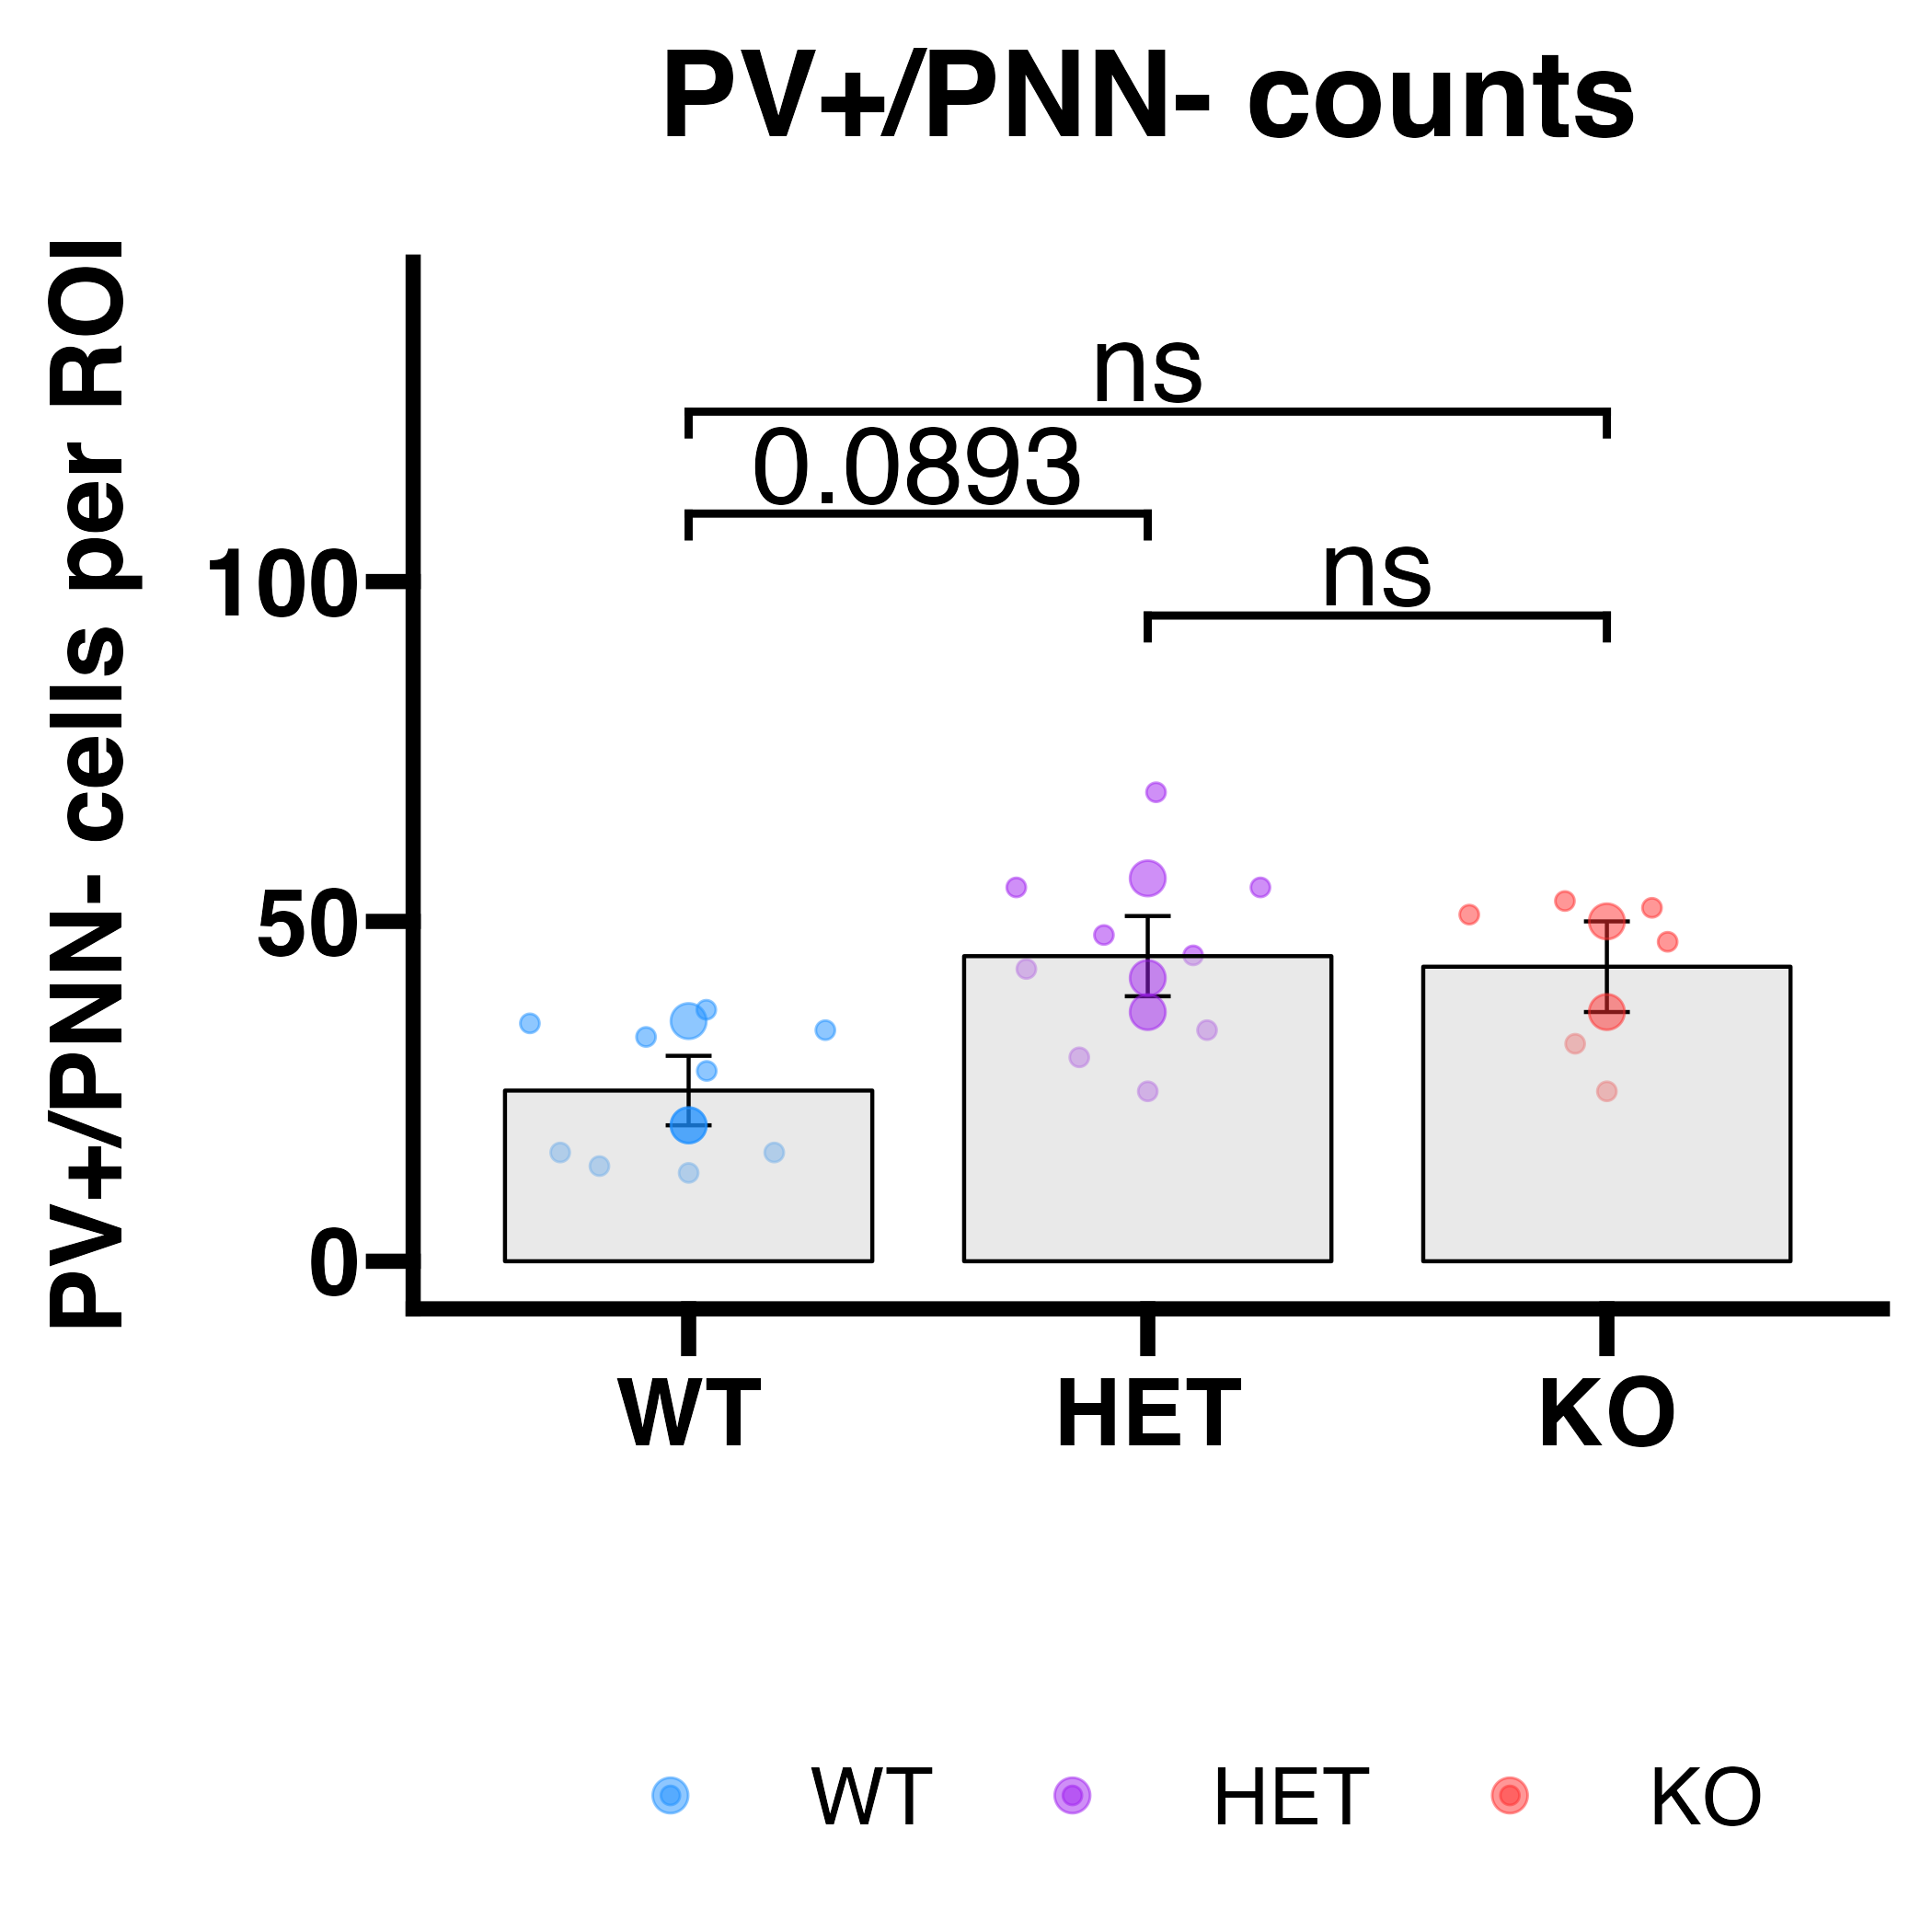 PV+/PNN- counts
PV+/PNN- cells per ROI
ns
0.0893
ns
100
50
0
WT HET KO
WT HET KO